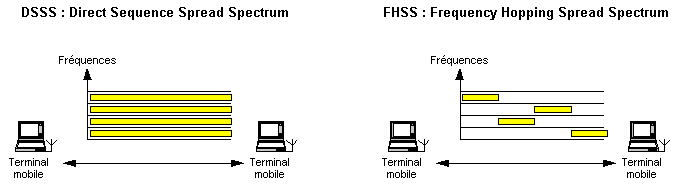 DSSS : Direct Sequence Spread Spectrum
Fréquences
Terminal
mobile
Terminal
mobile
FHSS : Frequency Hopping Spread Spectrum
Fréquences
Terminal
mobile
Terminal
mobile